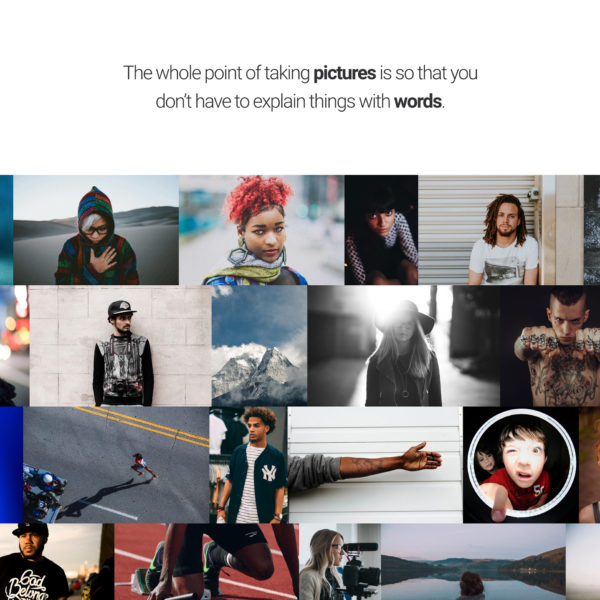 The whole point of taking pictures is so that you
don’t have to explain things with words.
NY
God
Belong